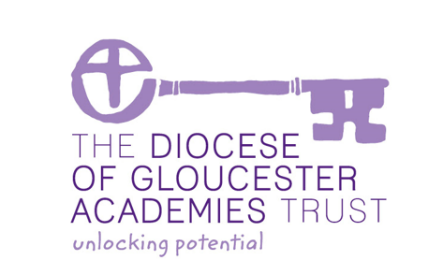 THE DIOCESE
OF GLOUCESTER
ACADEMIES TRUST
unlocking potential